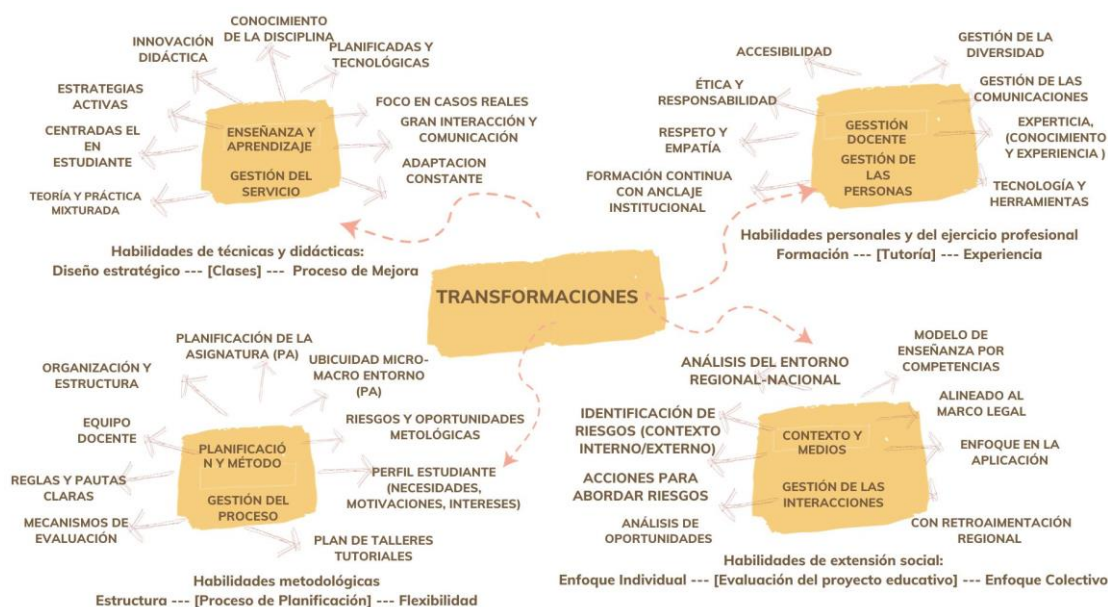 CONOCIMIENTO
DE LA DISCIPLINA
INNOVACIÓN
DIDÁCTICA
PLANIFICADAS Y
TECNOLÓGICAS
ESTRATEGIAS
ACTIVAS
FOCO EN CASOS REALES
CENTRADAS EL
EN
ESTUDIANTE
ENSEÑANZA Y
APRENDIZAJE
GESTIÓN DEL
SERVICIO
GRAN INTERACCIÓN Y
COMUNICACIÓN
TEORÍA Y PRÁCTICA
MIXTURADA
ADAPTACION
CONSTANTE
Habilidades de técnicas y didácticas:
Diseño estratégico --- [Clases] --- Proceso de Mejora
ACCESIBILIDAD
GESTIÓN DE LA
DIVERSIDAD
ÉTICA Y
RESPONSABILIDAD
GESTIÓN DE LAS
COMUNICACIONES
RESPETO Y
EMPATÍA
GESSTIÓN
DOCENTE
GESTIÓN DE
LAS
PERSONAS
EXPERTICIA,
(CONOCIMIENTO
Y EXPERIENCIA )
FORMACIÓN CONTINUA
CON ANCLAJE
INSTITUCIONAL
TECNOLOGÍA Y
HERRAMIENTAS
Habilidades personales y del ejercicio profesional
Formación --- [Tutoría] --- Experiencia
TRANSFORMACIONES
PLANIFICACIÓN DE LA
ASIGNATURA (PA)
ORGANIZACIÓN Y
ESTRUCTURA
UBICUIDAD MICRO-
MACRO ENTORNO
(PA)
EQUIPO
DOCENTE
RIESGOS Y OPORTUNIDADES
METOLÓGICAS
PLANIFICACIÓ
N Y MÉTODO
GESTIÓN DEL
PROCESO
REGLAS Y PAUTAS
CLARAS
PERFIL ESTUDIANTE
(NECESIDADES,
MOTIVACIONES, INTERESES)
MECANISMOS DE
EVALUACIÓN
PLAN DE TALLERES
TUTORIALES
Habilidades metodológicas
Estructura --- [Proceso de Planificación] --- Flexibilidad
ANÁLISIS DEL ENTORNO
REGIONAL-NACIONAL
MODELO DE
ENSEÑANZA POR
COMPETENCIAS
IDENTIFICACIÓN DE
RIESGOS (CONTEXTO
INTERNO/EXTERNO)
ALINEADO AL
MARCO LEGAL
CONTEXTO Y
MEDIOS
GESTIÓN DE LAS
INTERACCIONES
ENFOQUE EN LA
APLICACIÓN
ACCIONES PARA
ABORDAR RIESGOS
ANÁLISIS DE
OPORTUNIDADES
CON RETROAIMENTACIÓN
REGIONAL
Habilidades de extensión social:
Enfoque Individual --- [Evaluación del proyecto educativo] --- Enfoque Colectivo